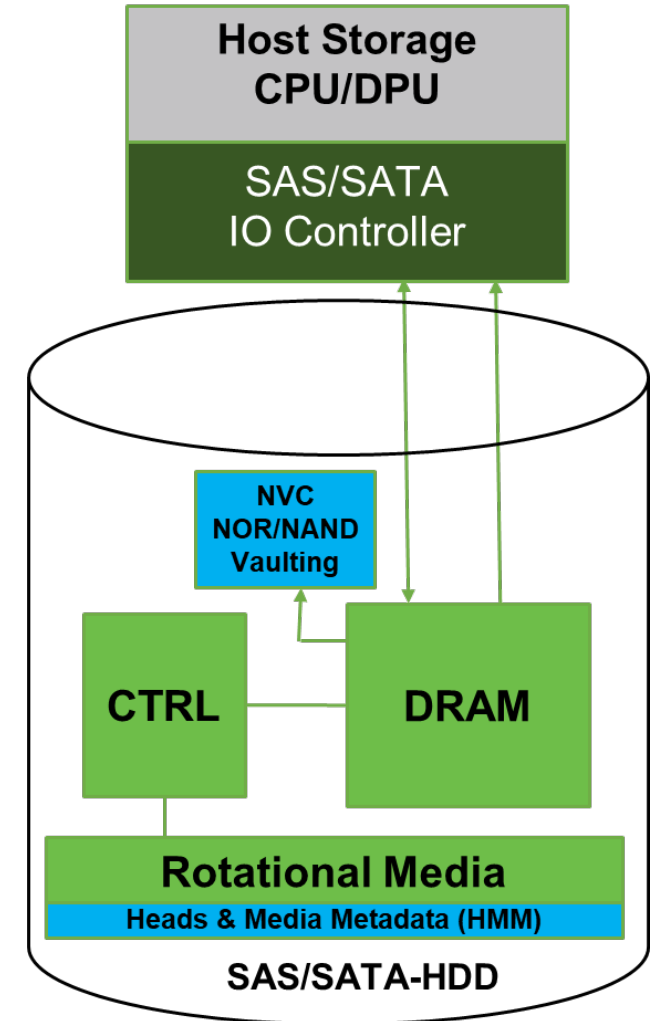 Host Storage
CPU/DPU
SAS/SATA
IO Controller
NVC
NOR/NAND
Vaulting
CTRL
DRAM
Rotational Media
Heads & Media Metadata (HMM)
SAS/SATA-HDD